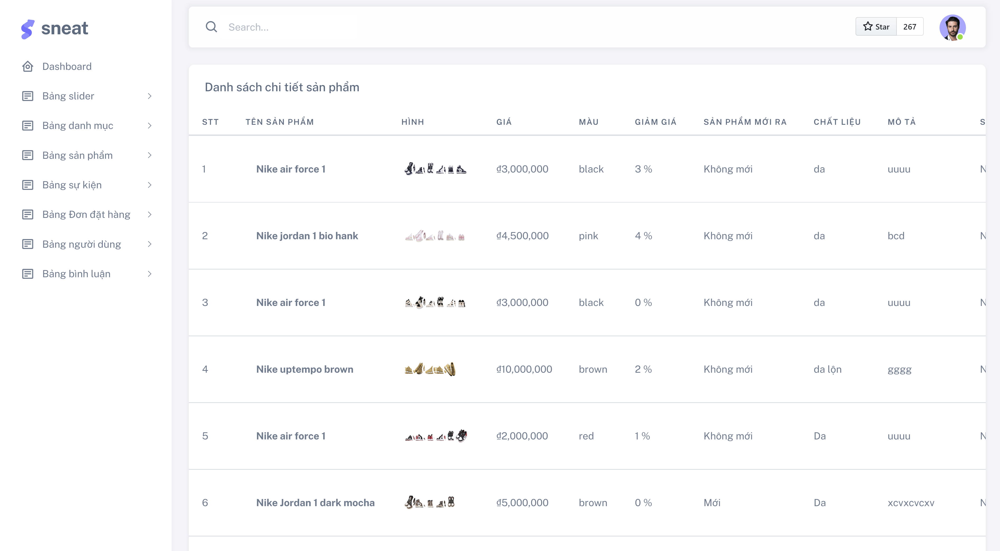 sneat
Dashboard
Bảng slider
Bảng danh mục
Bảng sản phẩm
Bảng sự kiện
Bảng Đơn đặt hàng
Bảng người dùng
Bảng bình luận
Search...
Star 267
Danh sách chi tiết sản phẩm
STT TÊN SẢN PHẨM HÌNH GIÁ MÀU GIẢM GIÁ SẢN PHẨM MỚI RA CHẤT LIỆU MÔ TẢ
1 Nike air force 1 ₫3,000,000 black 3 % Không mới da uuuu
2 Nike jordan 1 bio hank ₫4,500,000 pink 4 % Không mới da bcd
3 Nike air force 1 ₫3,000,000 black 0 % Không mới da uuuu
4 Nike uptempo brown ₫10,000,000 brown 2 % Không mới da lộn gggg
5 Nike air force 1 ₫2,000,000 red 1 % Không mới Da uuuu
6 Nike Jordan 1 dark mocha ₫5,000,000 brown 0 % Mới Da xcvxcvcxv